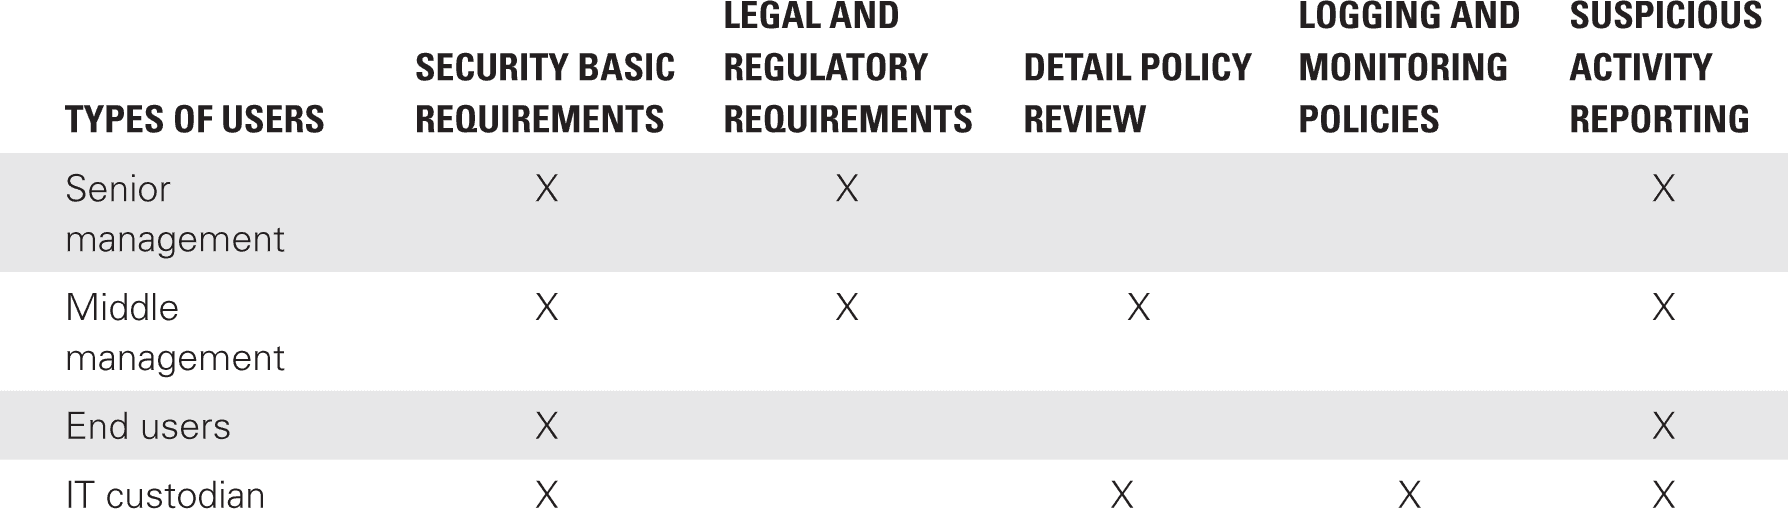 TYPES OF USERS
SECURITY BASIC
REQUIREMENTS
LEGAL AND
REGULATORY
REQUIREMENTS
DETAIL POLICY
REVIEW
LOGGING AND
MONITORING
POLICIES
SUSPICIOUS
ACTIVITY
REPORTING
Senior
management
X X X
Middle
management
X X X X
End users X X
IT custodian X X X X